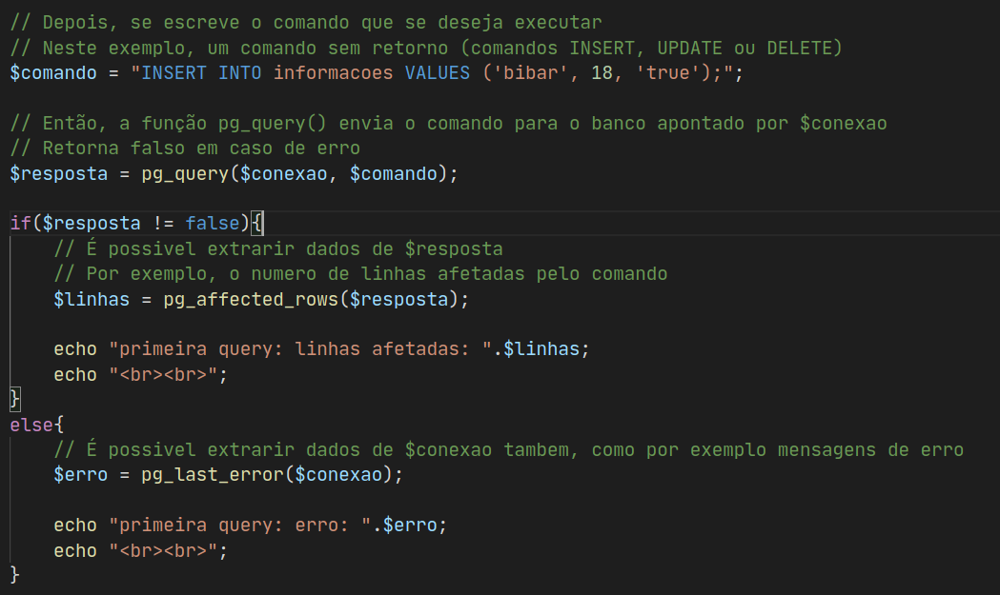 // Depois, se escreve o comando que se deseja executar
// Neste exemplo, um comando sem retorno (comandos INSERT, UPDATE ou DELETE)
$comando = "INSERT INTO informacoes VALUES ('bibar', 18, 'true');";
// Então, a função pg_query() envia o comando para o banco apontado por $conexao
// Retorna falso em caso de erro
$resposta = pg_query($conexao, $comando);
if($resposta != false){
// É possivel extrarir dados de $resposta
// Por exemplo, o numero de linhas afetadas pelo comando
$linhas = pg_affected_rows($resposta);
echo "primeira query: linhas afetadas: ".$linhas;
echo "<br><br>";
}
else{
// É possivel extrarir dados de $conexao tambem, como por exemplo mensagens de erro
$erro = pg_last_error($conexao);
echo "primeira query: erro: ".$erro;
echo "<br><br>";
}